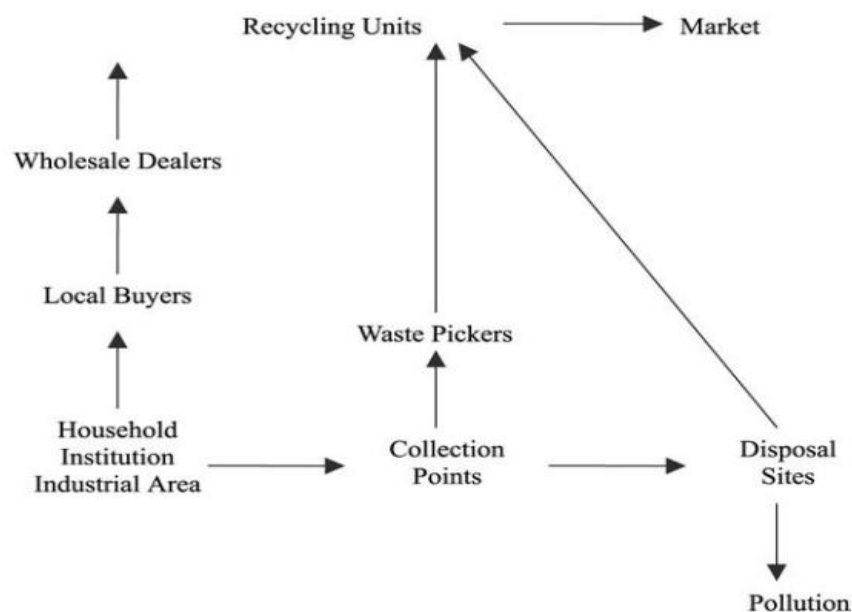 Recycling Units
Market
Wholesale Dealers
Local Buyers
Waste Pickers
Household
Institution
Industrial Area
Collection
Points
Disposal
Sites
Pollution